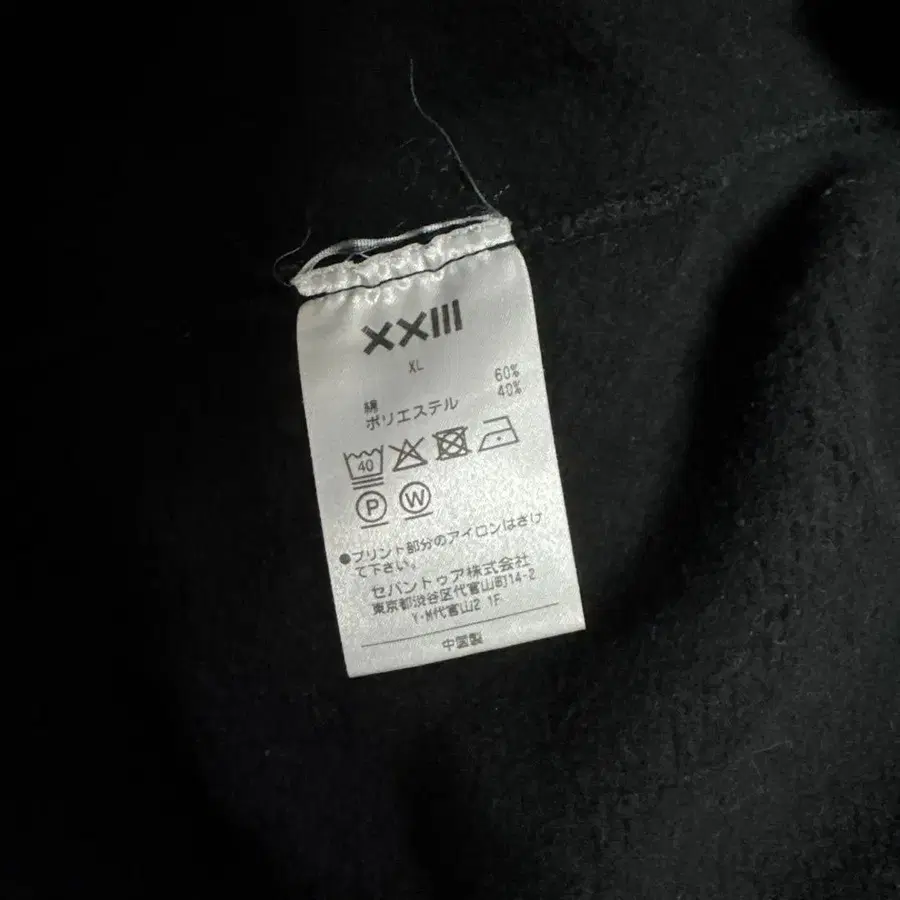 XXIII
XL
綿 60%
ポリエステル 40%
40
P W
●プリント部分のアイロンはさけ
て下さい。
セバントゥア株式会社
東京都渋谷区代官山町14-2
Y·M代官山2 1F
中国製